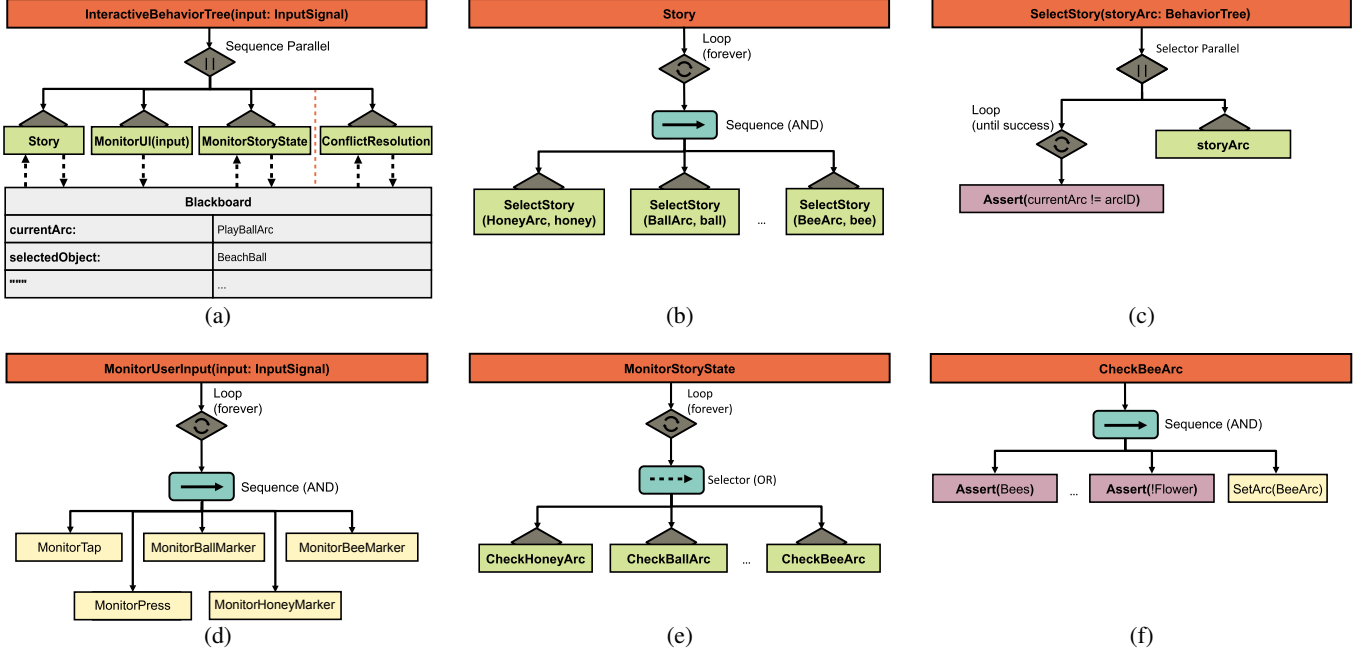 InteractiveBehaviorTree(input: InputSignal)
Sequence Parallel
Story
MonitorUI(input)
MonitorStoryState
ConflictResolution
Blackboard
currentArc:
PlayBallArc
selectedObject:
BeachBall
"""
...
(a)
Story
Loop
(forever)
Sequence (AND)
SelectStory
(HoneyArc, honey)
SelectStory
(BallArc, ball)
...
SelectStory
(BeeArc, bee)
(b)
SelectStory(storyArc: BehaviorTree)
Selector Parallel
Loop
(until success)
storyArc
Assert(currentArc != arcID)
(c)
MonitorUserInput(input: InputSignal)
Loop
(forever)
Sequence (AND)
MonitorTap
MonitorBallMarker
MonitorBeeMarker
MonitorPress
MonitorHoneyMarker
(d)
MonitorStoryState
Loop
(forever)
Selector (OR)
CheckHoneyArc
CheckBallArc
...
CheckBeeArc
(e)
CheckBeeArc
Sequence (AND)
Assert(Bees)
...
Assert(!Flower)
SetArc(BeeArc)
(f)